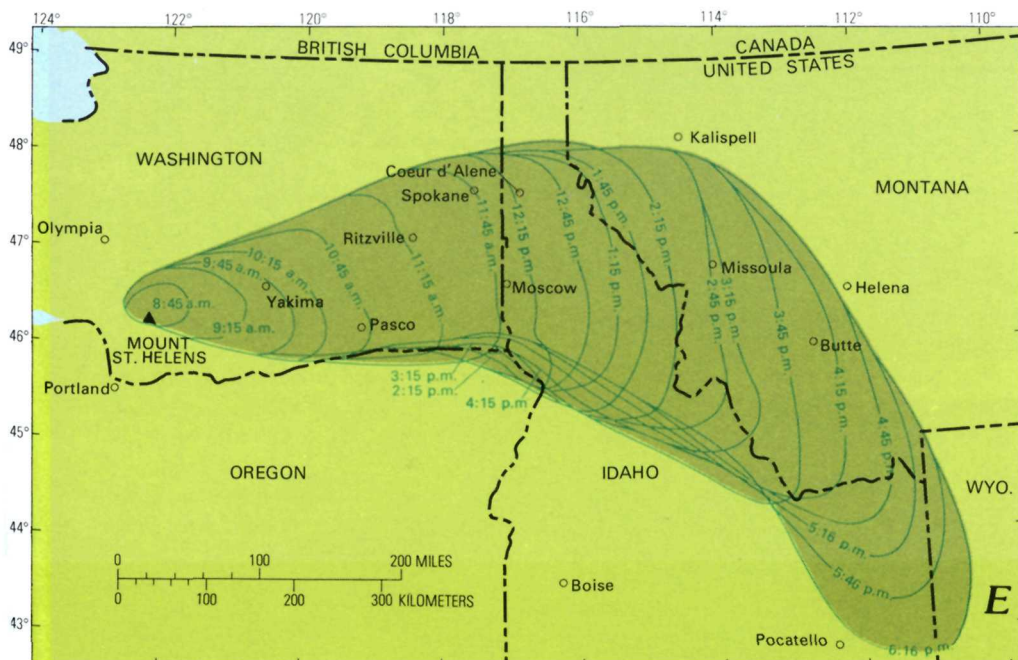 124° 122° 120° 118° 116° 114° 112° 110°
49°
BRITISH COLUMBIA
CANADA
UNITED STATES
48°
Kalispell
WASHINGTON
Coeur d'Alene
Spokane
MONTANA
Olympia
47°
Ritzville
Yakima
Moscow
Missoula
Helena
8:45 a.m.
9:15 a.m.
9:45 a.m.
10:15 a.m.
10:45 a.m.
11:15 a.m.
11:45 a.m.
12:15 p.m.
12:45 p.m.
1:15 p.m.
1:45 p.m.
2:15 p.m.
2:45 p.m.
3:15 p.m.
3:45 p.m.
4:15 p.m.
4:45 p.m.
46°
MOUNT
ST. HELENS
Pasco
Butte
Portland
3:15 p.m.
2:15 p.m.
4:15 p.m.
45°
OREGON
IDAHO
WYO.
44°
5:16 p.m.
5:46 p.m.
6:16 p.m.
0 100 200 MILES
0 100 200 300 KILOMETERS
Boise
E
43°
Pocatello